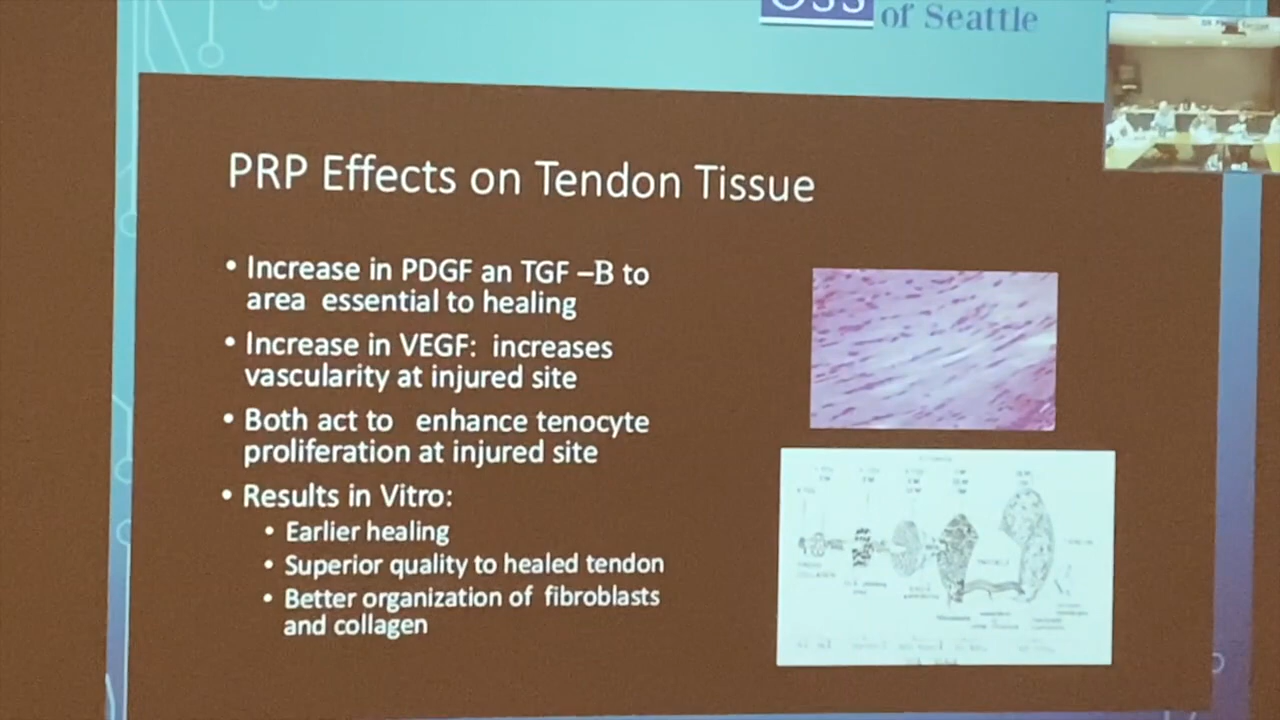 of Seattle
PRP Effects on Tendon Tissue
• Increase in PDGF an TGF –B to
area essential to healing
• Increase in VEGF: increases
vascularity at injured site
• Both act to enhance tenocyte
proliferation at injured site
• Results in Vitro:
• Earlier healing
• Superior quality to healed tendon
• Better organization of fibroblasts
and collagen